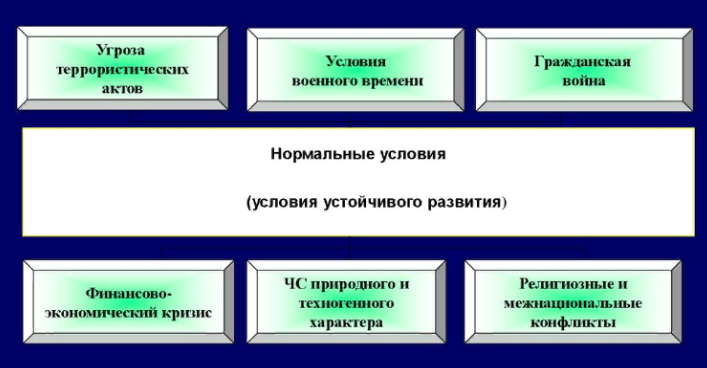 Угроза
террористических
актов
Условия
военного времени
Гражданская
война
Нормальные условия
(условия устойчивого развития)
Финансово-
экономический кризис
ЧС природного и
техногенного
характера
Религиозные и
межнациональные
конфликты